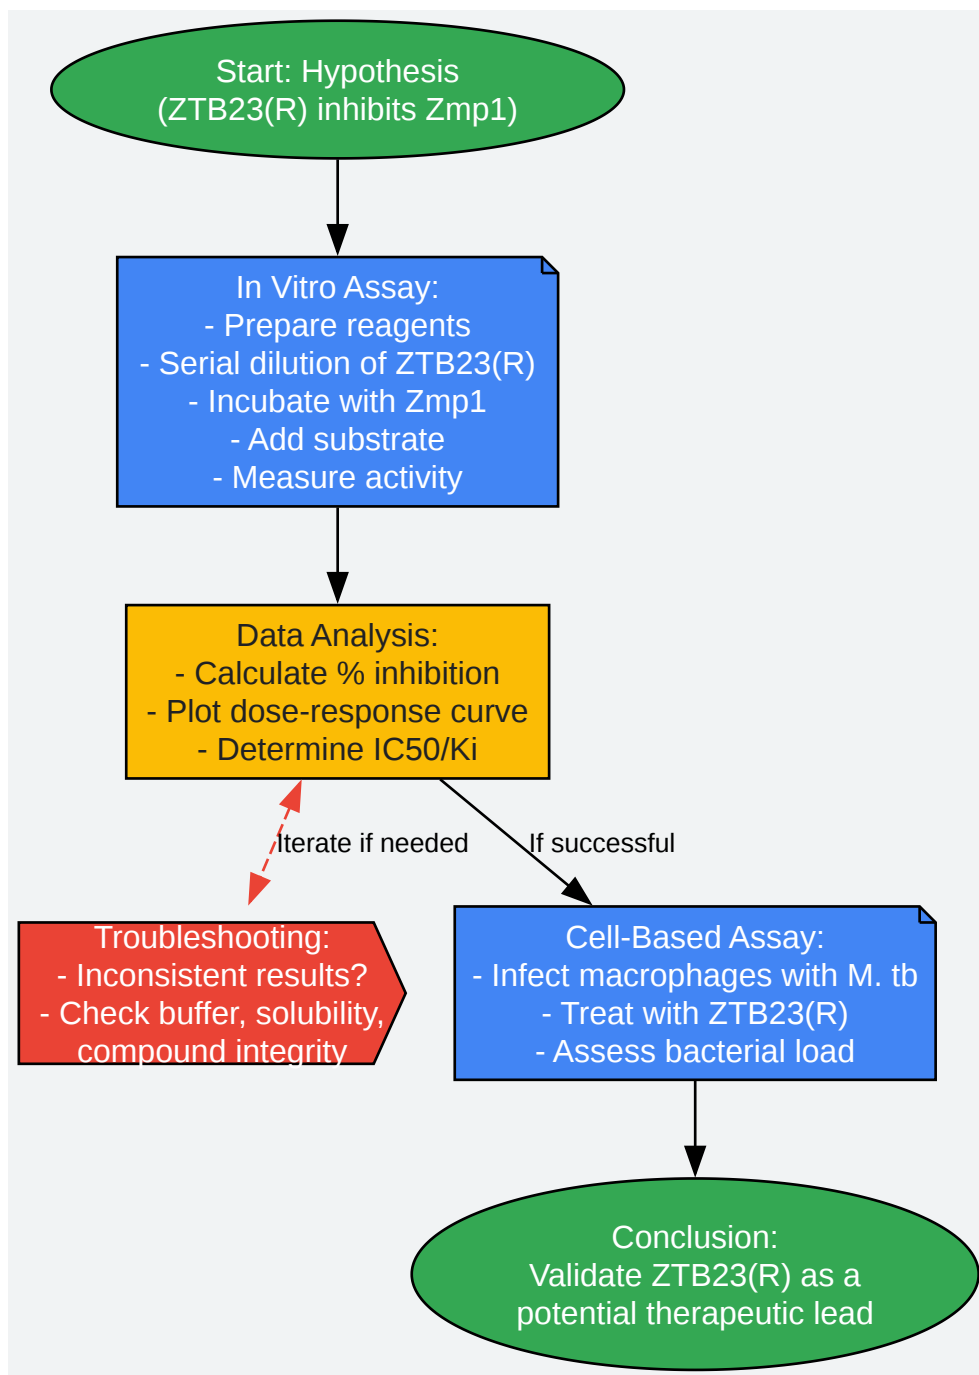 Start: Hypothesis
(ZTB23(R) inhibits Zmp1)
In Vitro Assay:
- Prepare reagents
- Serial dilution of ZTB23(R)
- Incubate with Zmp1
- Add substrate
- Measure activity
Data Analysis:
- Calculate % inhibition
- Plot dose-response curve
- Determine IC50/Ki
Iterate if needed
If successful
Troubleshooting:
- Inconsistent results?
- Check buffer, solubility,
compound integrity
Cell-Based Assay:
- Infect macrophages with M. tb
- Treat with ZTB23(R)
- Assess bacterial load
Conclusion:
Validate ZTB23(R) as a
potential therapeutic lead